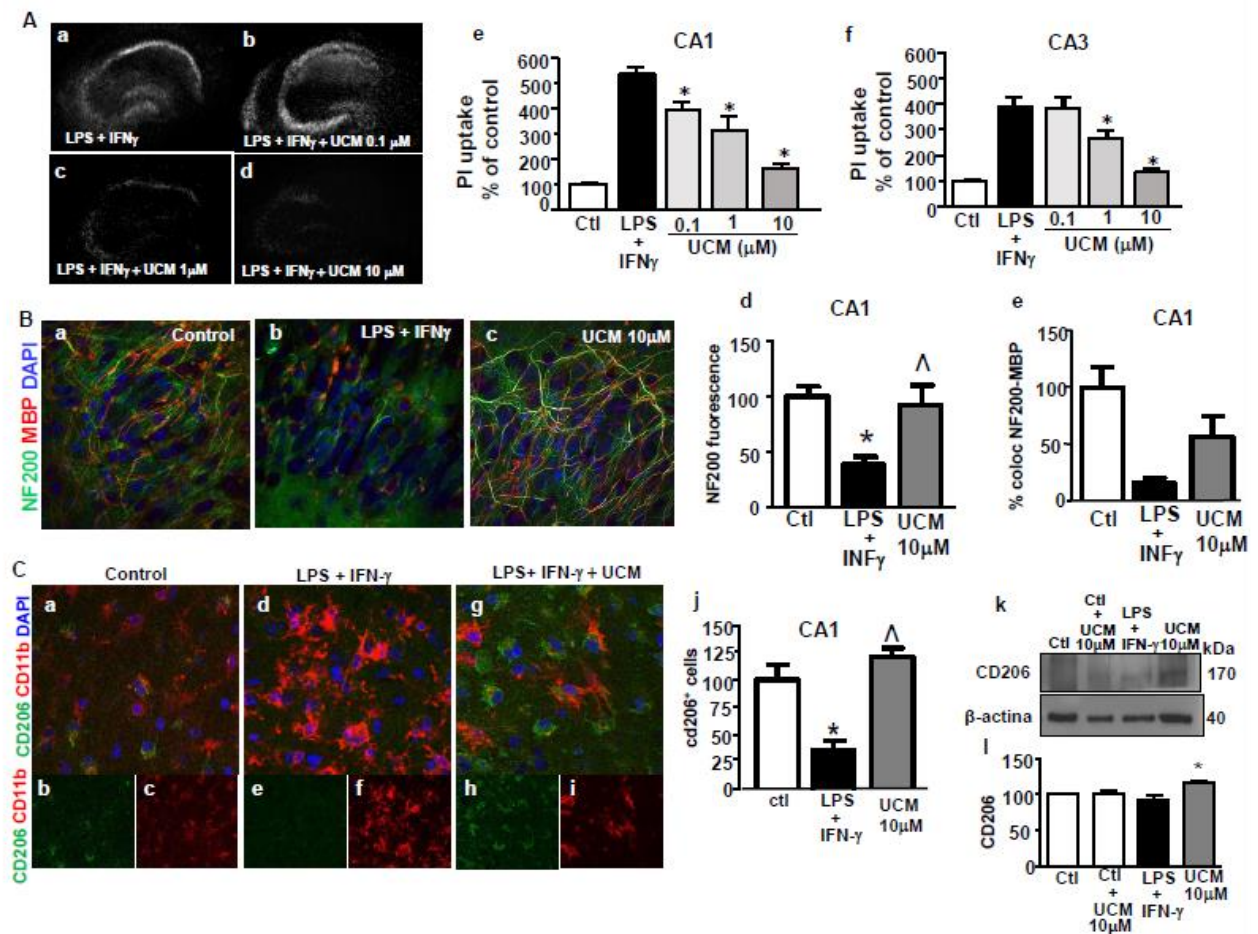 A
a
LPS + IFNγ
b
LPS + IFNγ + UCM 0.1 μM
c
LPS + IFNγ + UCM 1μM
d
LPS + IFNγ + UCM 10 μM
e
CA1
PI uptake
% of control
600
500
400
300
200
100
0
Ctl
LPS
+
IFNγ
0.1 1 10
UCM (μM)
* * *
f
CA3
PI uptake
% of control
600
500
400
300
200
100
0
Ctl
LPS
+
IFNγ
0.1 1 10
UCM (μM)
* *
B
NF200 MBP DAPI
a
Control
b
LPS + IFNγ
c
UCM 10μM
d
CA1
NF200 fluorescence
150
100
50
0
Ctl
LPS
+
INFγ
UCM
10μM
* ^
e
CA1
% coloc NF200-MBP
150
100
50
0
Ctl
LPS
+
INFγ
UCM
10μM
C
CD206 CD11b DAPI
CD206 CD11b
Control
LPS + IFN-γ
LPS+ IFN-γ + UCM
a
d
g
b
c
e
f
h
i
j
CA1
cd206⁺ cells
150
125
100
75
50
25
0
ctl
LPS
+
IFN-γ
UCM
10μM
* ^
k
Ctl
Ctl
+
UCM
10μM
LPS
+
IFN-γ
UCM
10μM
kDa
CD206
170
β-actina
40
l
CD206
150
100
50
0
Ctl
Ctl
+
UCM
10μM
LPS
+
IFN-γ
UCM
10μM
*